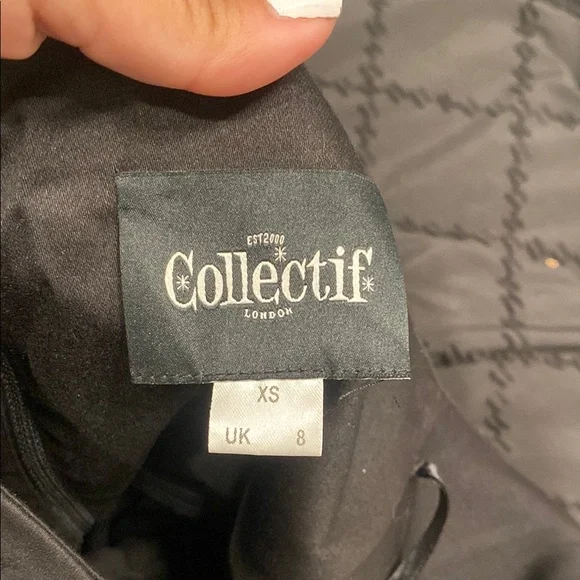 EST2000
*Collectif*
LONDON
XS
UK 8